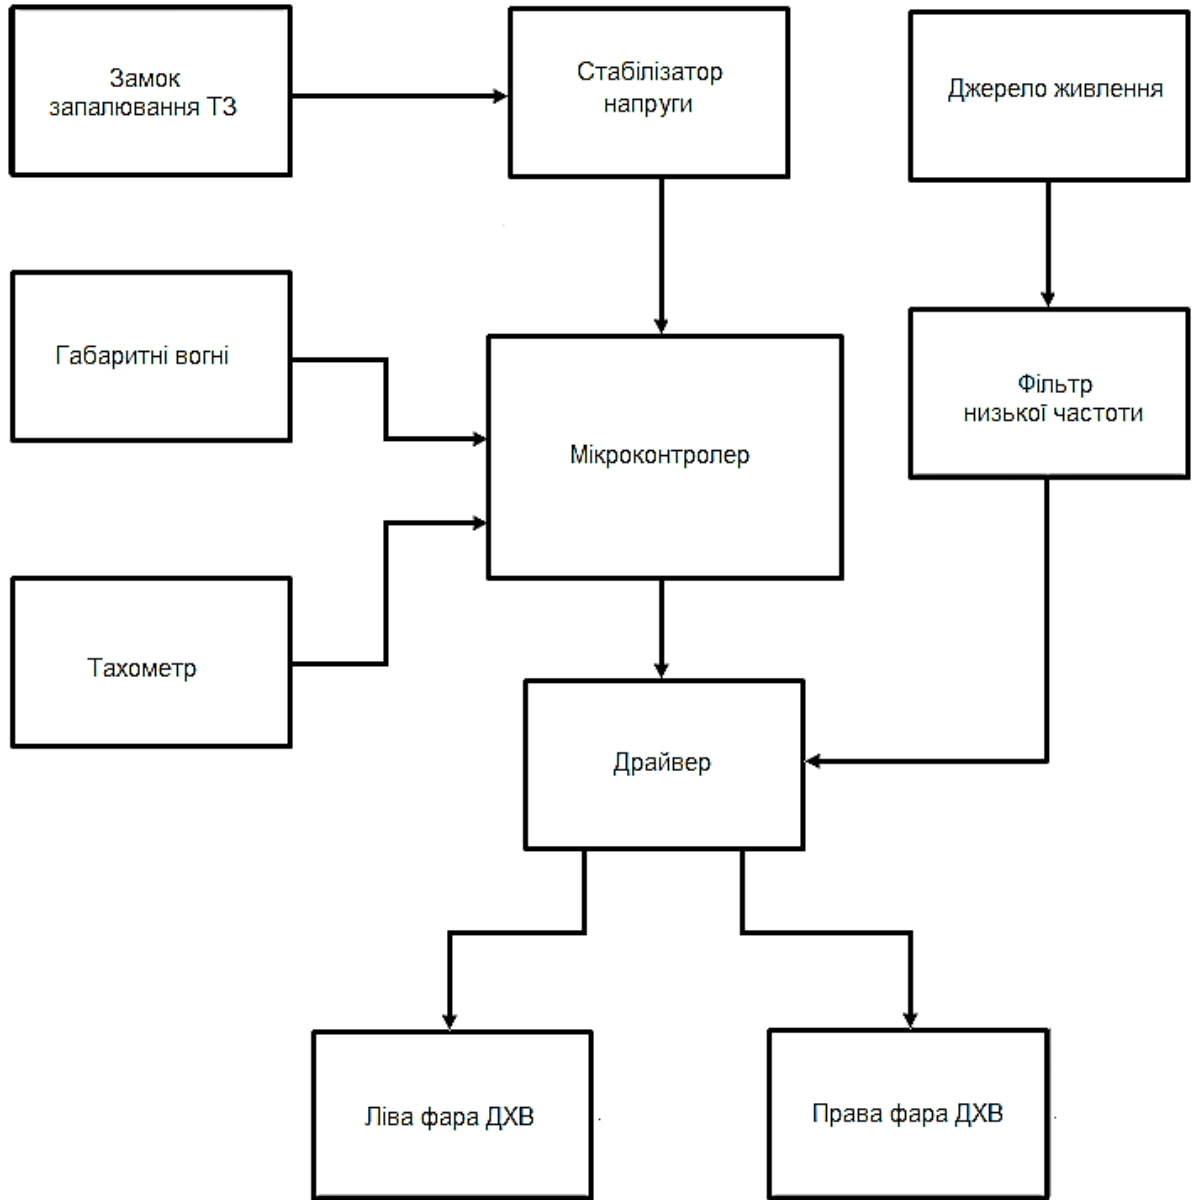 Замок
запалювання ТЗ
Стабілізатор
напруги
Джерело живлення
Габаритні вогні
Мікроконтролер
Фільтр
низької частоти
Тахометр
Драйвер
Ліва фара ДХВ
Права фара ДХВ